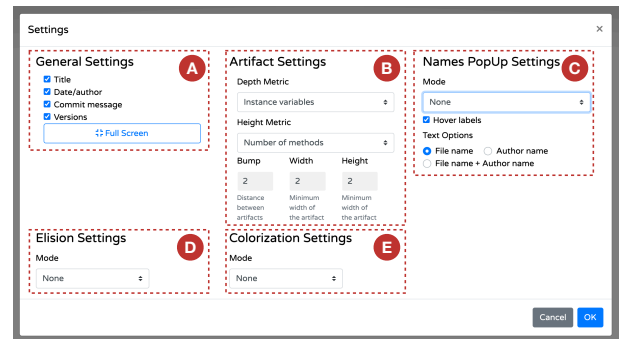 Settings ×
General Settings
A
Title
Date/author
Commit message
Versions
Full Screen
Artifact Settings
B
Depth Metric
Instance variables
Height Metric
Number of methods
Bump Width Height
2 2 2
Distance between artifacts
Minimum width of the artifact
Minimum width of the artifact
Names PopUp Settings
C
Mode
None
Hover labels
Text Options
File name Author name
File name + Author name
Elision Settings
D
Mode
None
Colorization Settings
E
Mode
None
Cancel OK